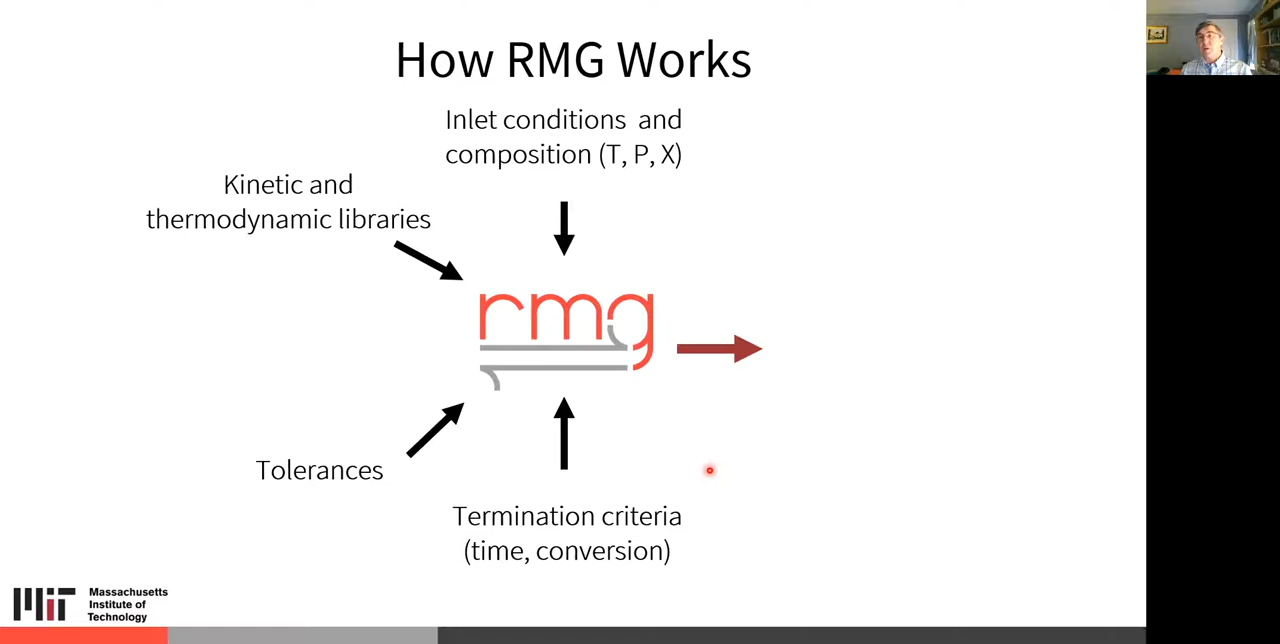 How RMG Works
Inlet conditions and
composition (T, P, X)
Kinetic and
thermodynamic libraries
rmg
Tolerances
Termination criteria
(time, conversion)
MIT
Massachusetts
Institute of
Technology